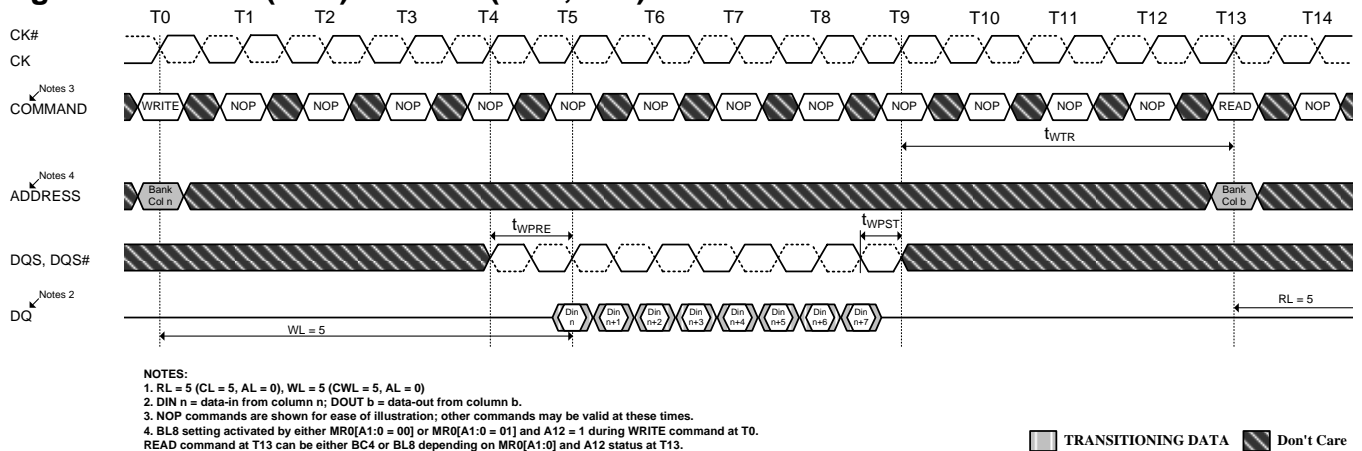 T0 T1 T2 T3 T4 T5 T6 T7 T8 T9 T10 T11 T12 T13 T14
CK#
CK
Notes 3
COMMAND
WRITE NOP NOP NOP NOP NOP NOP NOP NOP NOP NOP NOP NOP READ NOP
tWTR
Notes 4
ADDRESS
Bank Col n
Bank Col b
tWPRE
tWPST
DQS, DQS#
Notes 2
DQ
Din n
Din n+1
Din n+2
Din n+3
Din n+4
Din n+5
Din n+6
Din n+7
WL = 5
RL = 5
NOTES:
1. RL = 5 (CL = 5, AL = 0), WL = 5 (CWL = 5, AL = 0)
2. DIN n = data-in from column n; DOUT b = data-out from column b.
3. NOP commands are shown for ease of illustration; other commands may be valid at these times.
4. BL8 setting activated by either MR0[A1:0 = 00] or MR0[A1:0 = 01] and A12 = 1 during WRITE command at T0.
READ command at T13 can be either BC4 or BL8 depending on MR0[A1:0] and A12 status at T13.
TRANSITIONING DATA
Don't Care